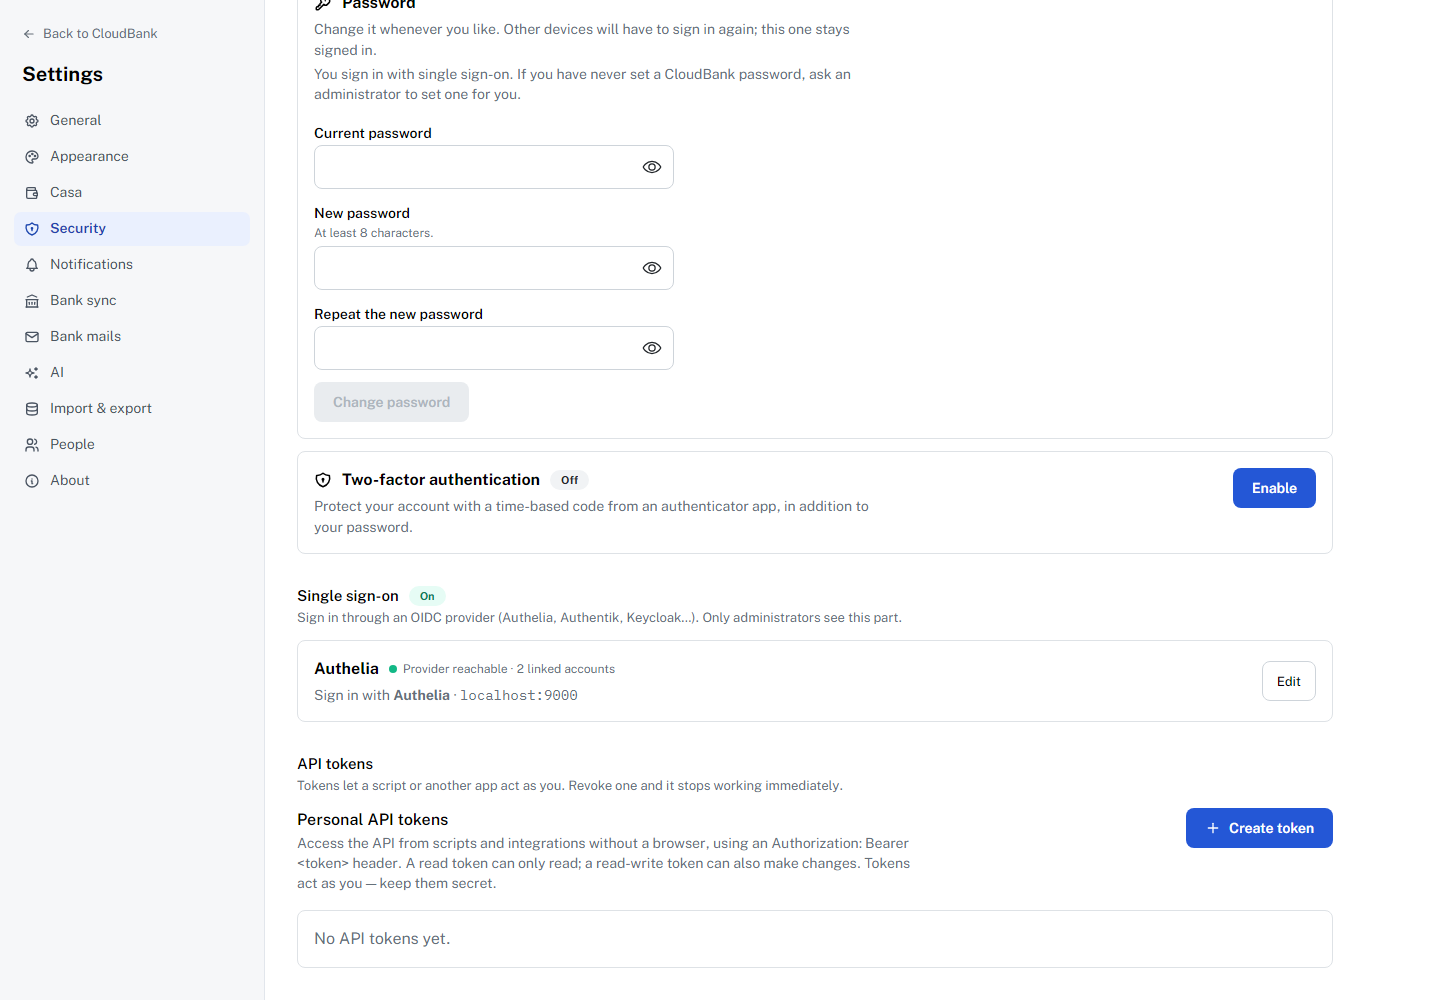 Back to CloudBank
Settings
General
Appearance
Casa
Security
Notifications
Bank sync
Bank mails
AI
Import & export
People
About
Password
Change it whenever you like. Other devices will have to sign in again; this one stays
signed in.
You sign in with single sign-on. If you have never set a CloudBank password, ask an
administrator to set one for you.
Current password
New password
At least 8 characters.
Repeat the new password
Change password
Two-factor authentication Off
Protect your account with a time-based code from an authenticator app, in addition to
your password.
Enable
Single sign-on On
Sign in through an OIDC provider (Authelia, Authentik, Keycloak...). Only administrators see this part.
Authelia Provider reachable · 2 linked accounts
Sign in with Authelia · localhost:9000
Edit
API tokens
Tokens let a script or another app act as you. Revoke one and it stops working immediately.
Personal API tokens
Access the API from scripts and integrations without a browser, using an Authorization: Bearer
<token> header. A read token can only read; a read-write token can also make changes. Tokens
act as you — keep them secret.
+ Create token
No API tokens yet.